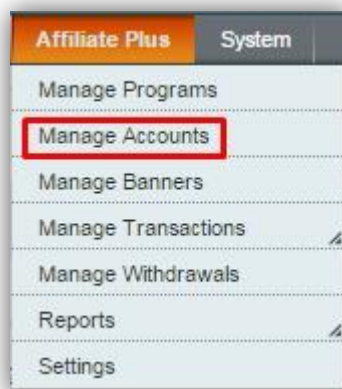 Affiliate Plus System
Manage Programs
Manage Accounts
Manage Banners
Manage Transactions
Manage Withdrawals
Reports
Settings